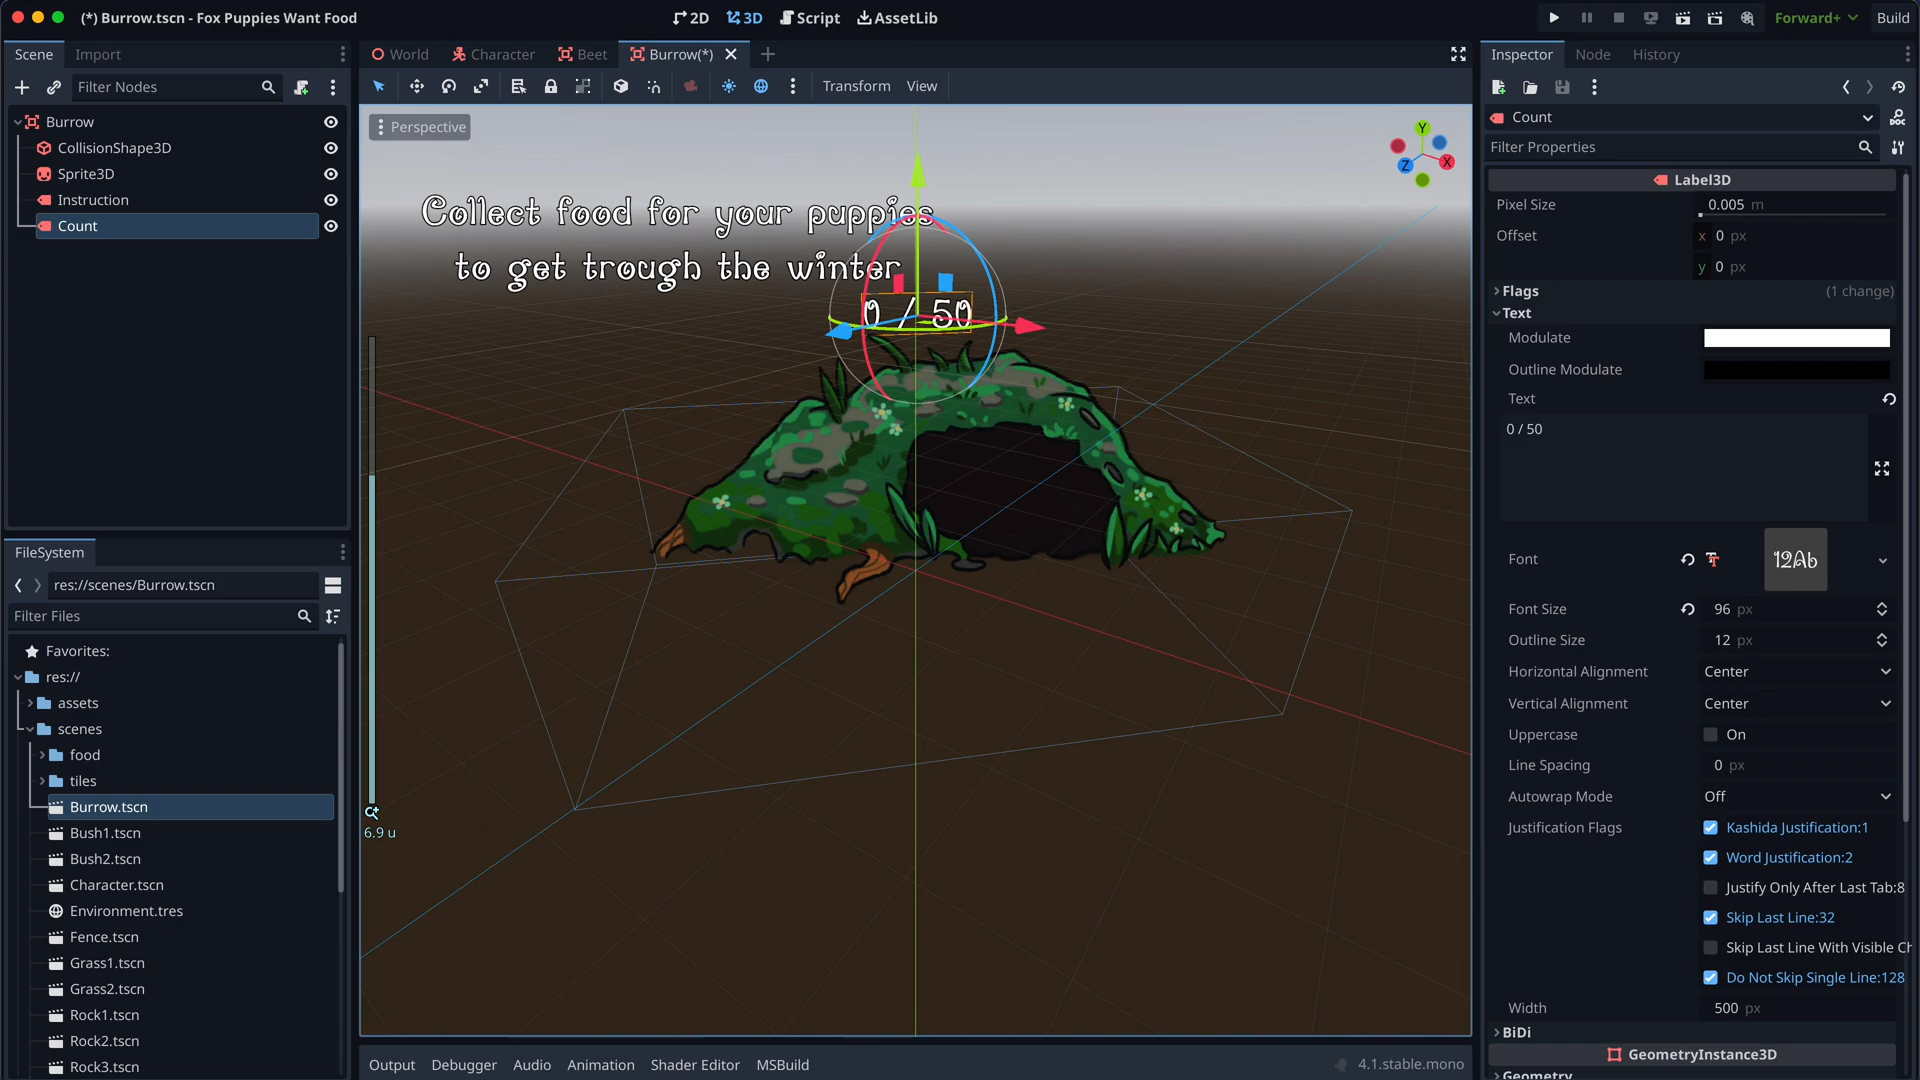 (*) Burrow.tscn - Fox Puppies Want Food
2D
3D
Script
AssetLib
Forward+
Build
Scene
Import
World
Character
Beet
Burrow(*)
Inspector
Node
History
Filter Nodes
Transform
View
Burrow
CollisionShape3D
Sprite3D
Instruction
Count
Perspective
Y
X
Z
Collect food for your puppies
to get trough the winter
0 / 50
6.9 u
Count
Filter Properties
Label3D
Pixel Size
0.005 m
Offset
x 0 px
y 0 px
Flags
(1 change)
Text
Modulate
Outline Modulate
Text
0 / 50
Font
12Ab
Font Size
96 px
Outline Size
12 px
Horizontal Alignment
Center
Vertical Alignment
Center
Uppercase
On
Line Spacing
0 px
Autowrap Mode
Off
Justification Flags
Kashida Justification:1
Word Justification:2
Justify Only After Last Tab:8
Skip Last Line:32
Skip Last Line With Visible Ch
Do Not Skip Single Line:128
Width
500 px
BiDi
GeometryInstance3D
Geometry
FileSystem
res://scenes/Burrow.tscn
Filter Files
Favorites:
res://
assets
scenes
food
tiles
Burrow.tscn
Bush1.tscn
Bush2.tscn
Character.tscn
Environment.tres
Fence.tscn
Grass1.tscn
Grass2.tscn
Rock1.tscn
Rock2.tscn
Rock3.tscn
Output
Debugger
Audio
Animation
Shader Editor
MSBuild
4.1.stable.mono